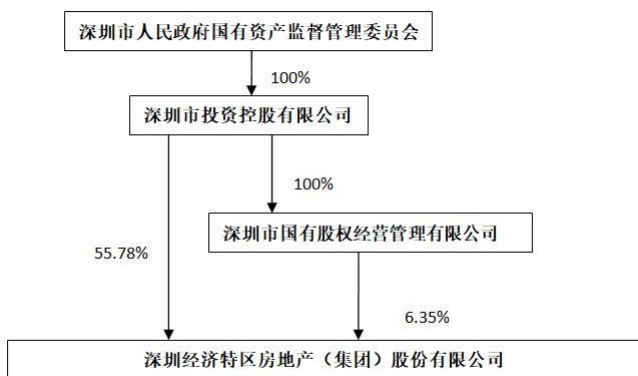 深圳市人民政府国有资产监督管理委员会
100%
深圳市投资控股有限公司
100%
深圳市国有股权经营管理有限公司
55.78%
6.35%
深圳经济特区房地产（集团）股份有限公司